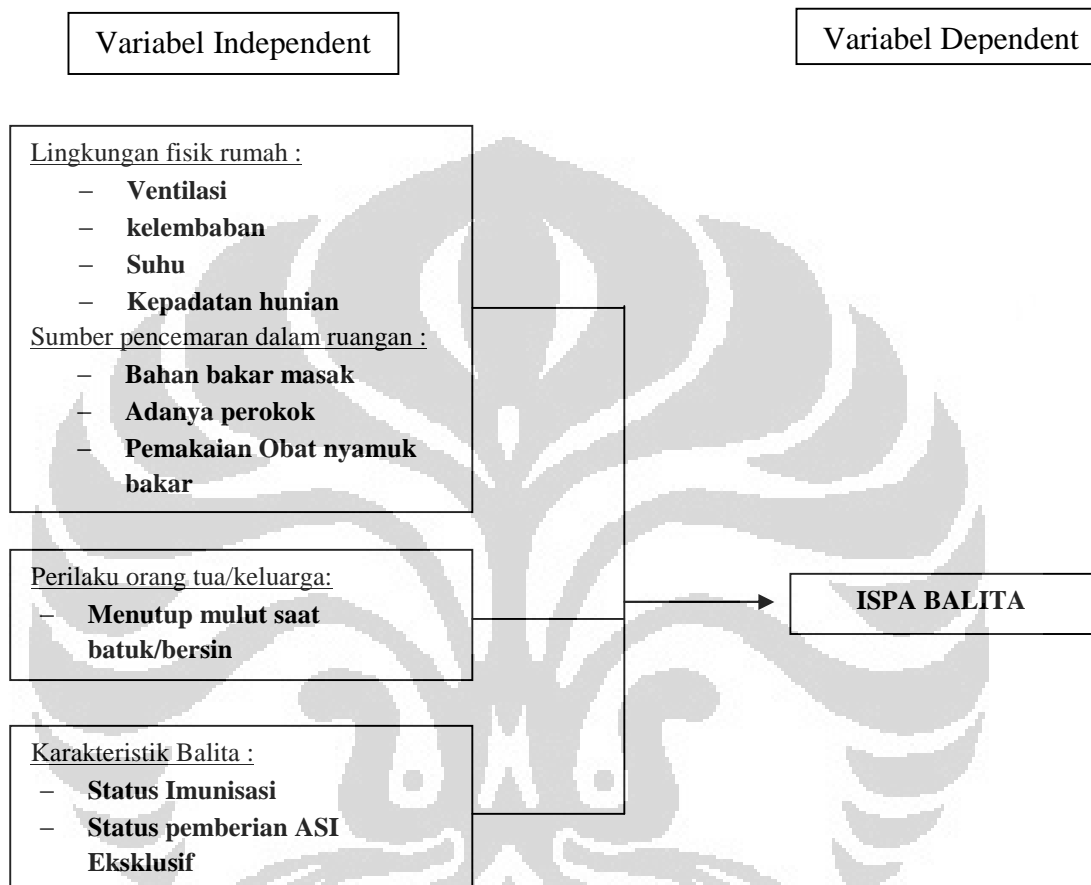 Variabel Independent
Variabel Dependent
Lingkungan fisik rumah :
– Ventilasi
– kelembaban
– Suhu
– Kepadatan hunian
Sumber pencemaran dalam ruangan :
– Bahan bakar masak
– Adanya perokok
– Pemakaian Obat nyamuk
bakar
Perilaku orang tua/keluarga:
– Menutup mulut saat
batuk/bersin
ISPA BALITA
Karakteristik Balita :
– Status Imunisasi
– Status pemberian ASI
Eksklusif